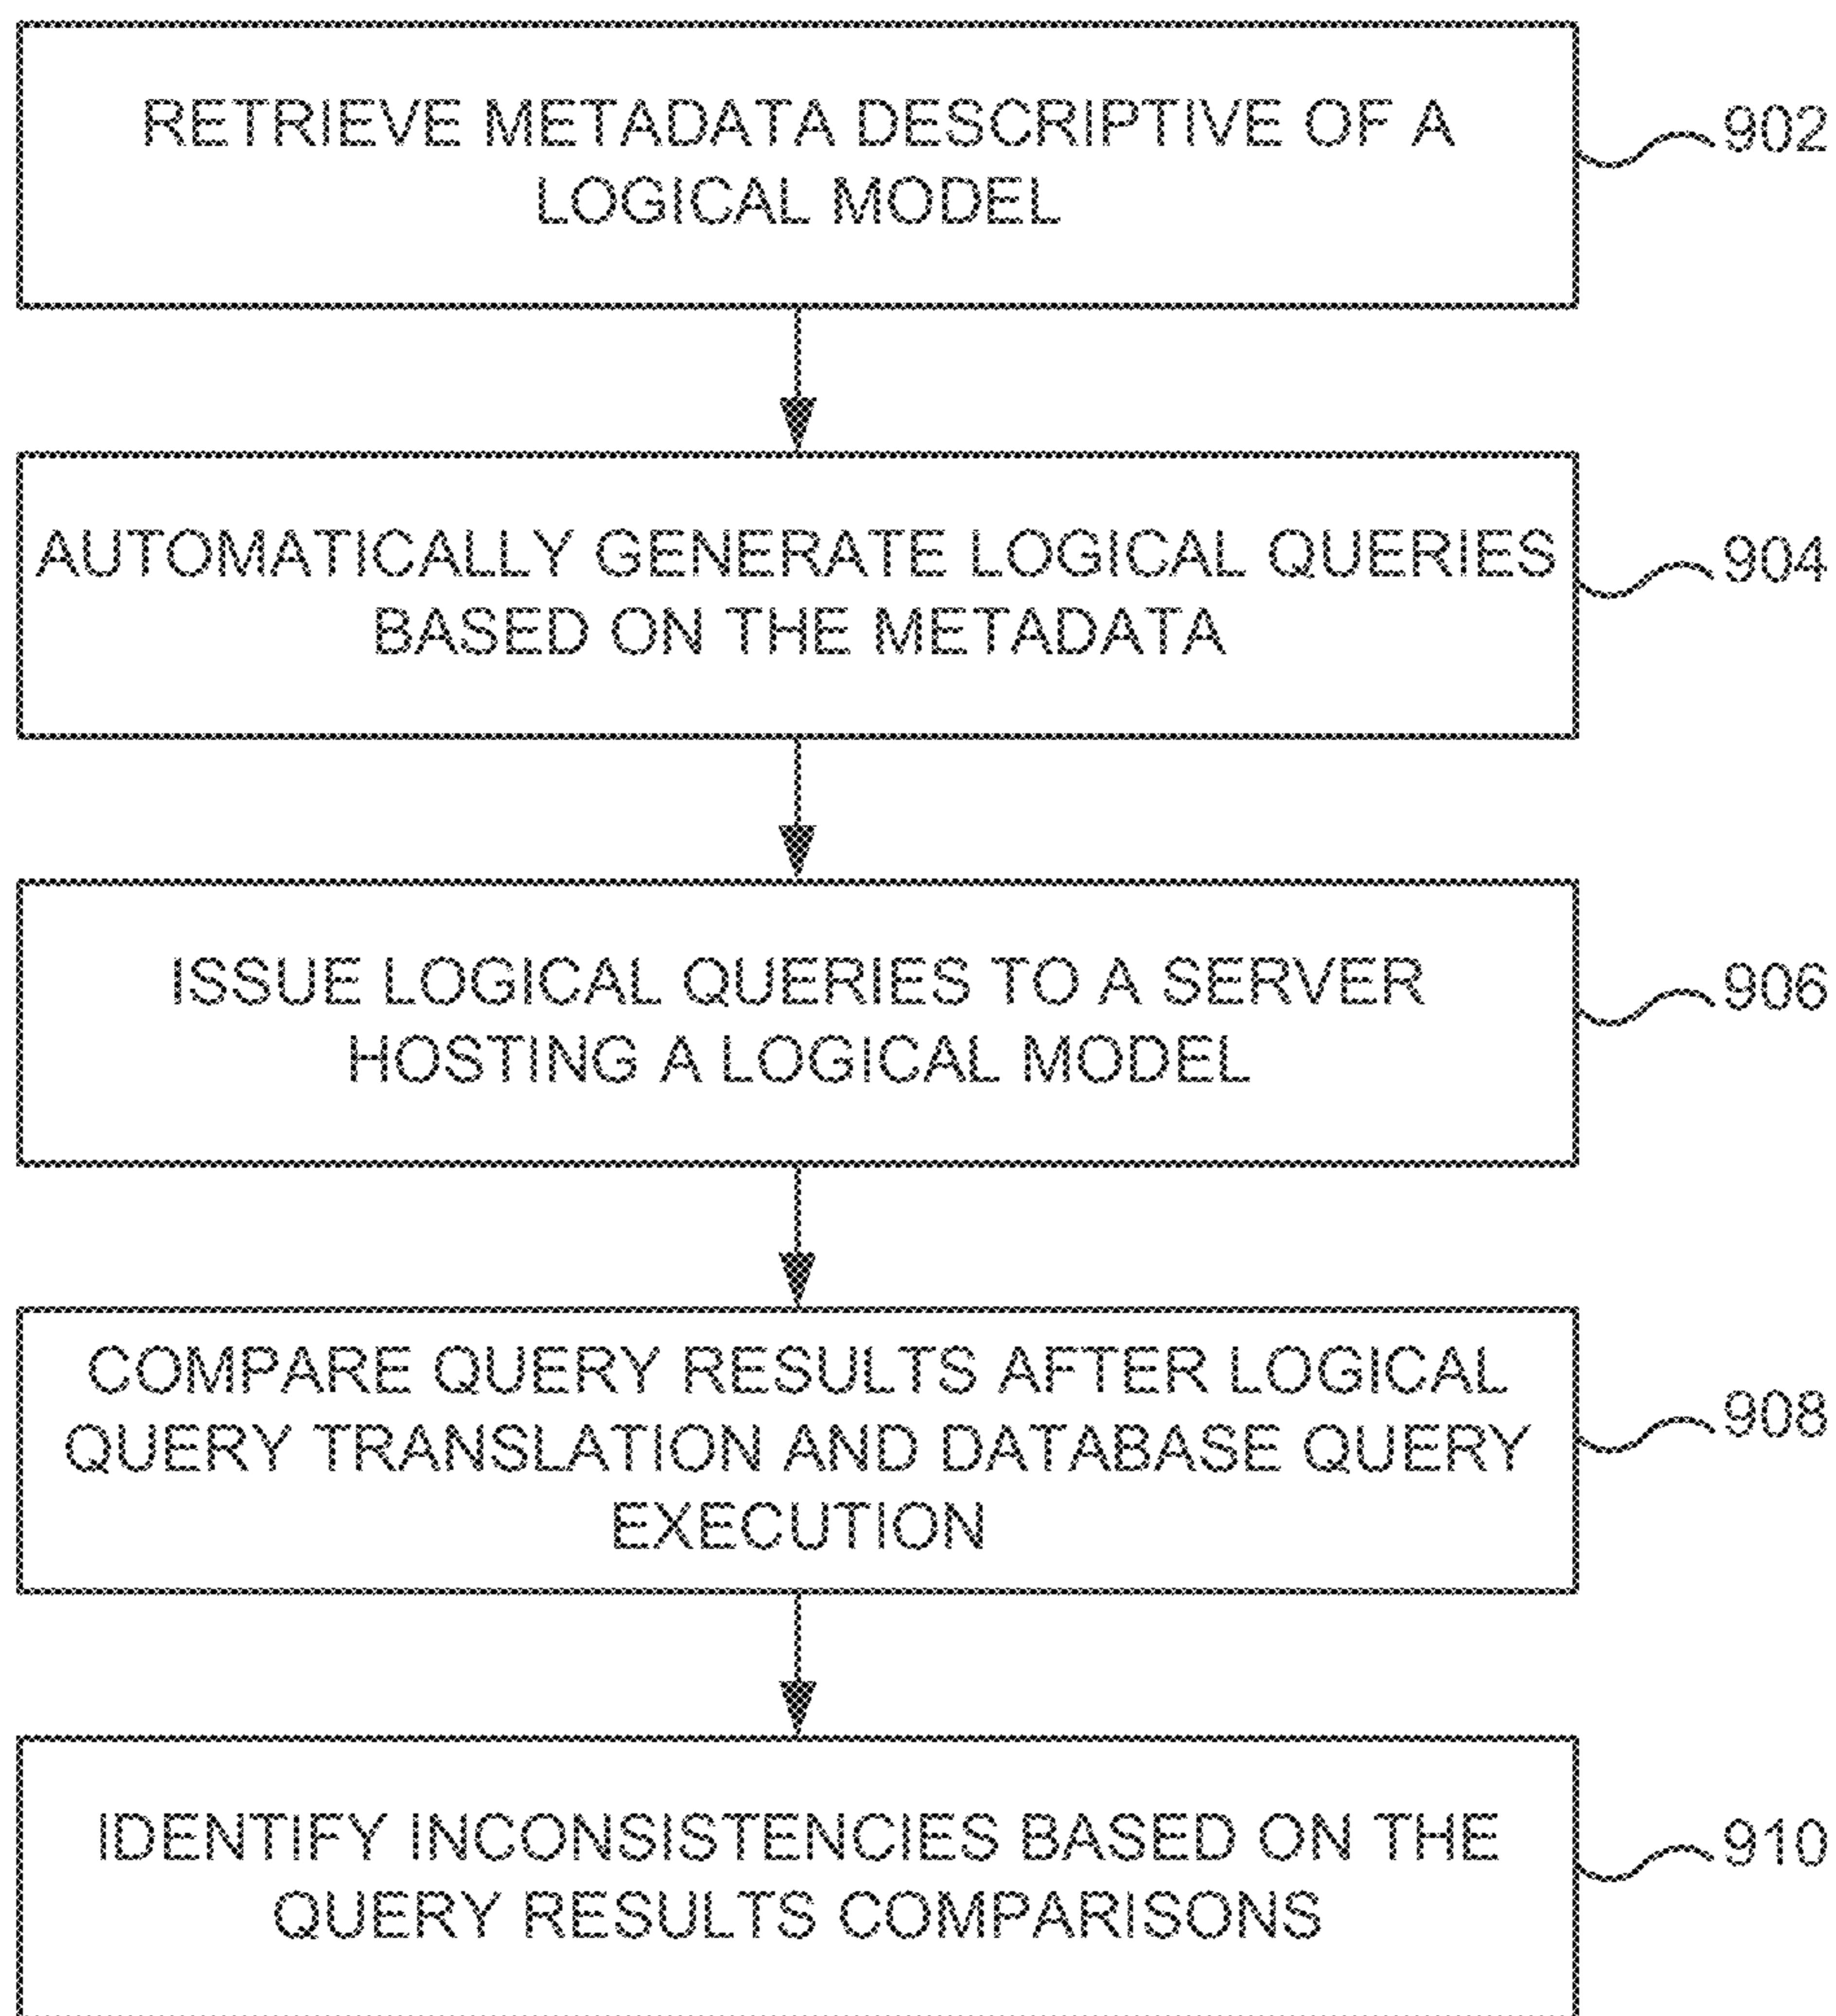 RETRIEVE METADATA DESCRIPTIVE OF A
LOGICAL MODEL
902
AUTOMATICALLY GENERATE LOGICAL QUERIES
BASED ON THE METADATA
904
ISSUE LOGICAL QUERIES TO A SERVER
HOSTING A LOGICAL MODEL
906
COMPARE QUERY RESULTS AFTER LOGICAL
QUERY TRANSLATION AND DATABASE QUERY
EXECUTION
908
IDENTIFY INCONSISTENCIES BASED ON THE
QUERY RESULTS COMPARISONS
910